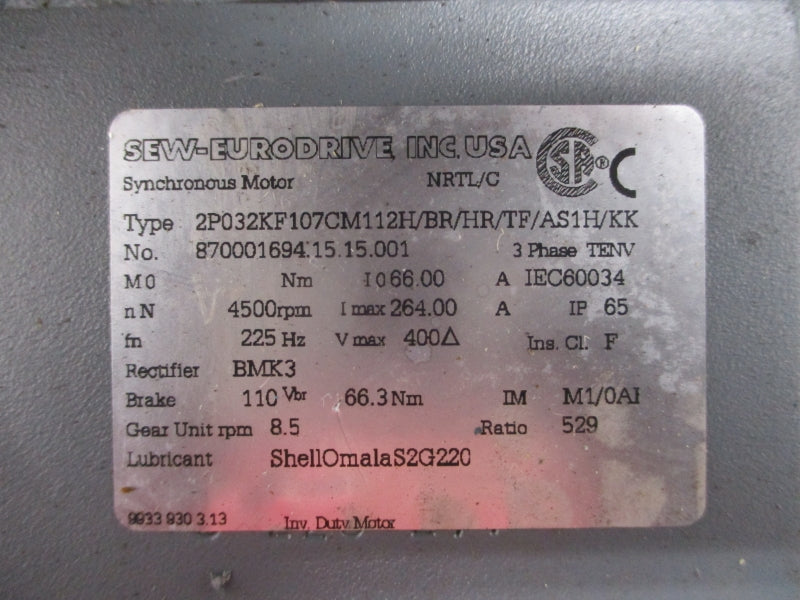 SEW-EURODRIVE, INC. USA
Synchronous Motor NRTL/C
Type 2P032KF107CM112H/BR/HR/TF/AS1H/KK
No. 870001694.15.15.001 3 Phase TENV
M0 Nm I0 66.00 A IEC60034
nN 4500rpm I max 264.00 A IP 65
fn 225 Hz V max 400Δ Ins. Cl. F
Rectifier BMK3
Brake 110 Vbr 66.3 Nm IM M1/0AI
Gear Unit rpm 8.5 Ratio 529
Lubricant ShellOmalaS2G220
9933 930 3.13 Inv. Duty Motor